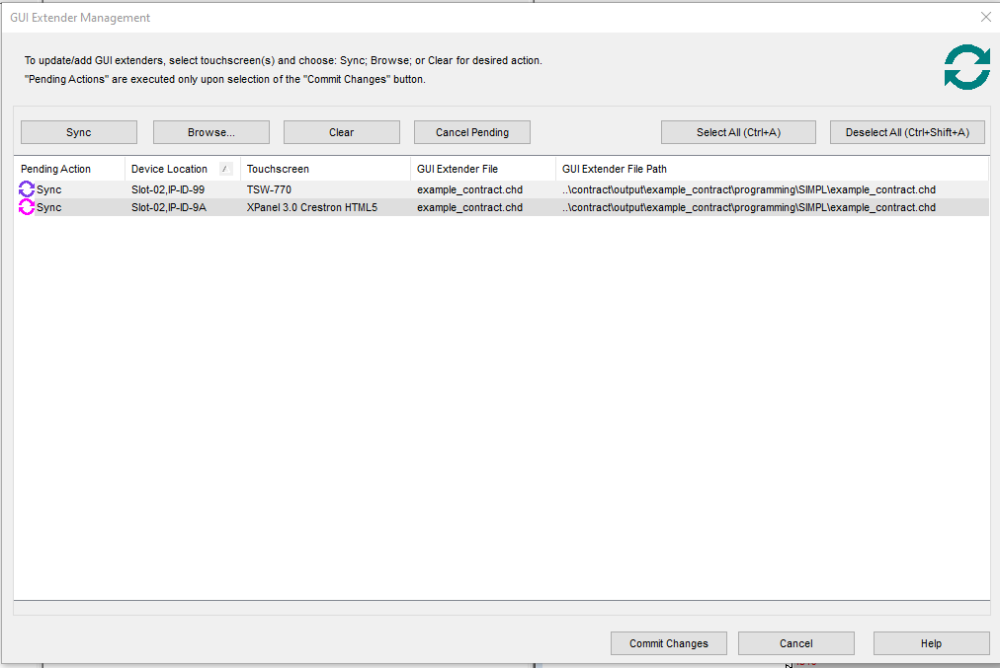 GUI Extender Management
To update/add GUI extenders, select touchscreen(s) and choose: Sync; Browse; or Clear for desired action.
"Pending Actions" are executed only upon selection of the "Commit Changes" button.
Sync Browse... Clear Cancel Pending Select All (Ctrl+A) Deselect All (Ctrl+Shift+A)
Pending Action Device Location Touchscreen GUI Extender File GUI Extender File Path
Sync Slot-02,IP-ID-99 TSW-770 example_contract.chd ..\contract\output\example_contract\programming\SIMPL\example_contract.chd
Sync Slot-02,IP-ID-9A XPanel 3.0 Crestron HTML5 example_contract.chd ..\contract\output\example_contract\programming\SIMPL\example_contract.chd
Commit Changes Cancel Help